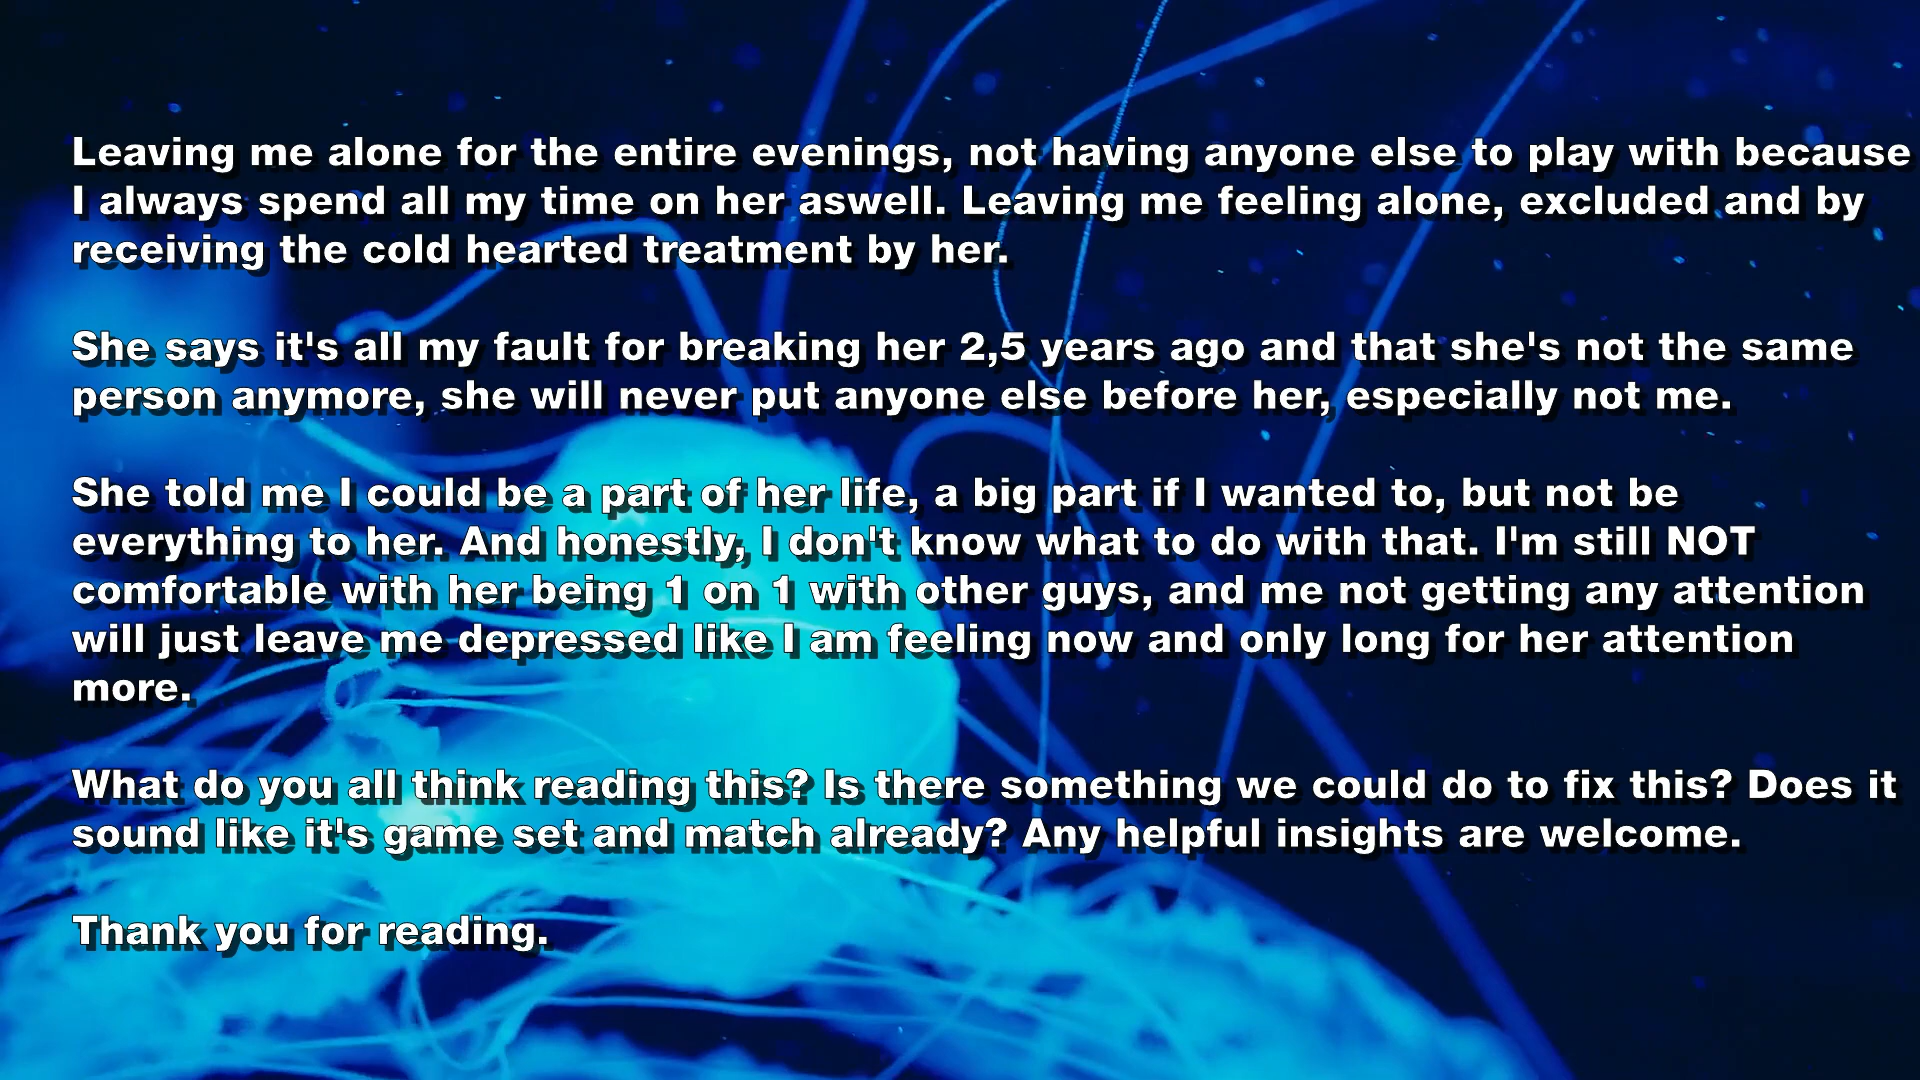 Leaving me alone for the entire evenings, not having anyone else to play with because
I always spend all my time on her aswell. Leaving me feeling alone, excluded and by
receiving the cold hearted treatment by her.
She says it's all my fault for breaking her 2,5 years ago and that she's not the same
person anymore, she will never put anyone else before her, especially not me.
She told me I could be a part of her life, a big part if I wanted to, but not be
everything to her. And honestly, I don't know what to do with that. I'm still NOT
comfortable with her being 1 on 1 with other guys, and me not getting any attention
will just leave me depressed like I am feeling now and only long for her attention
more.
What do you all think reading this? Is there something we could do to fix this? Does it
sound like it's game set and match already? Any helpful insights are welcome.
Thank you for reading.